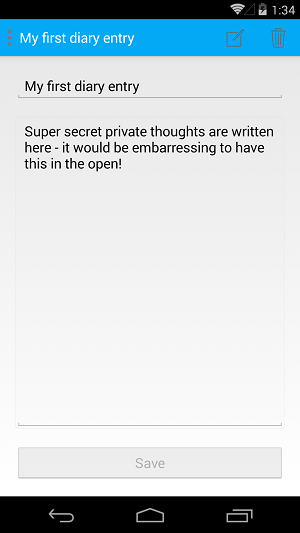 1:34
My first diary entry
My first diary entry
Super secret private thoughts are written
here - it would be embarressing to have
this in the open!
Save